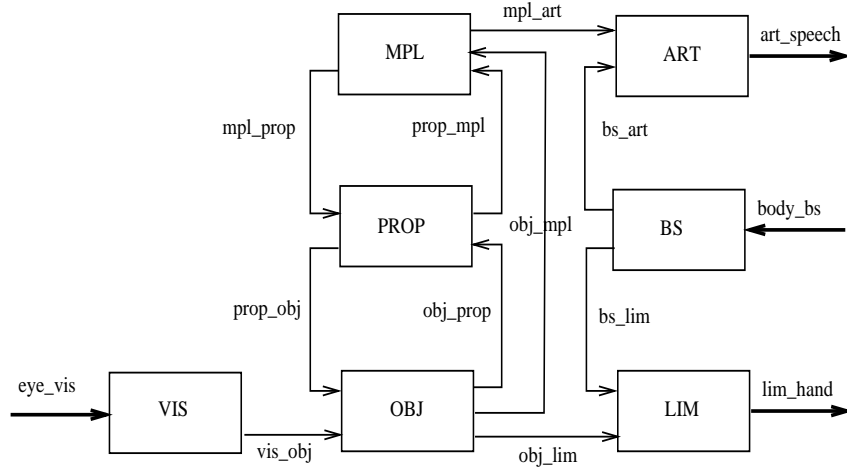 mpl_art
art_speech
MPL
ART
mpl_prop
prop_mpl
bs_art
body_bs
PROP
obj_mpl
BS
prop_obj
obj_prop
bs_lim
eye_vis
VIS
OBJ
LIM
lim_hand
vis_obj
obj_lim